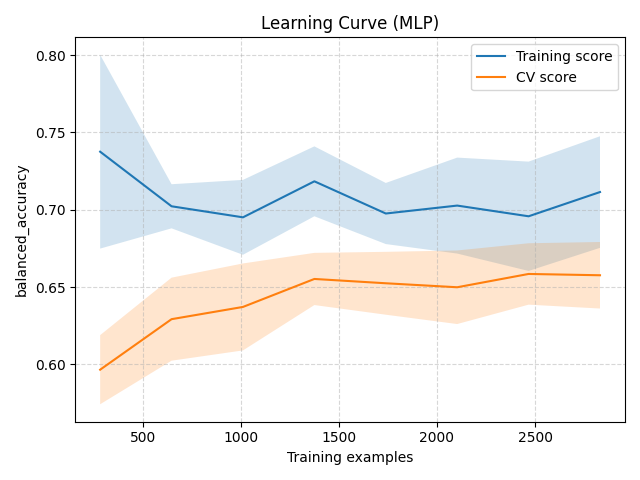 Learning Curve (MLP)
Training score
CV score
balanced_accuracy
0.80
0.75
0.70
0.65
0.60
500
1000
1500
2000
2500
Training examples